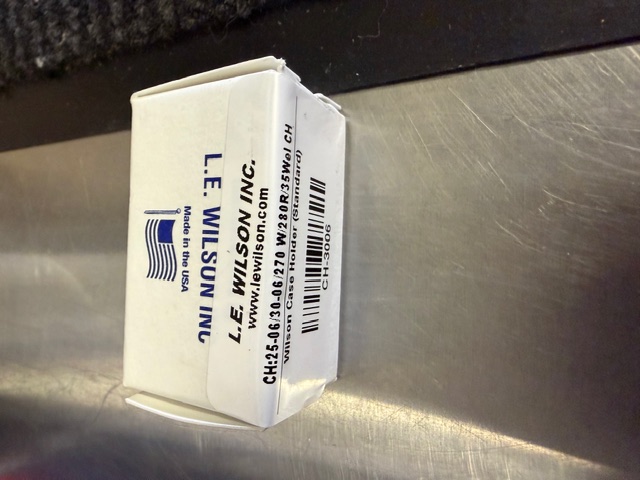 L.E. WILSON INC
Made in the USA
L.E. WILSON INC.
www.lewilson.com
CH:25-06/30-06/270 W/280R/35Wel CH
Wilson Case Holder (Standard)
CH-3006